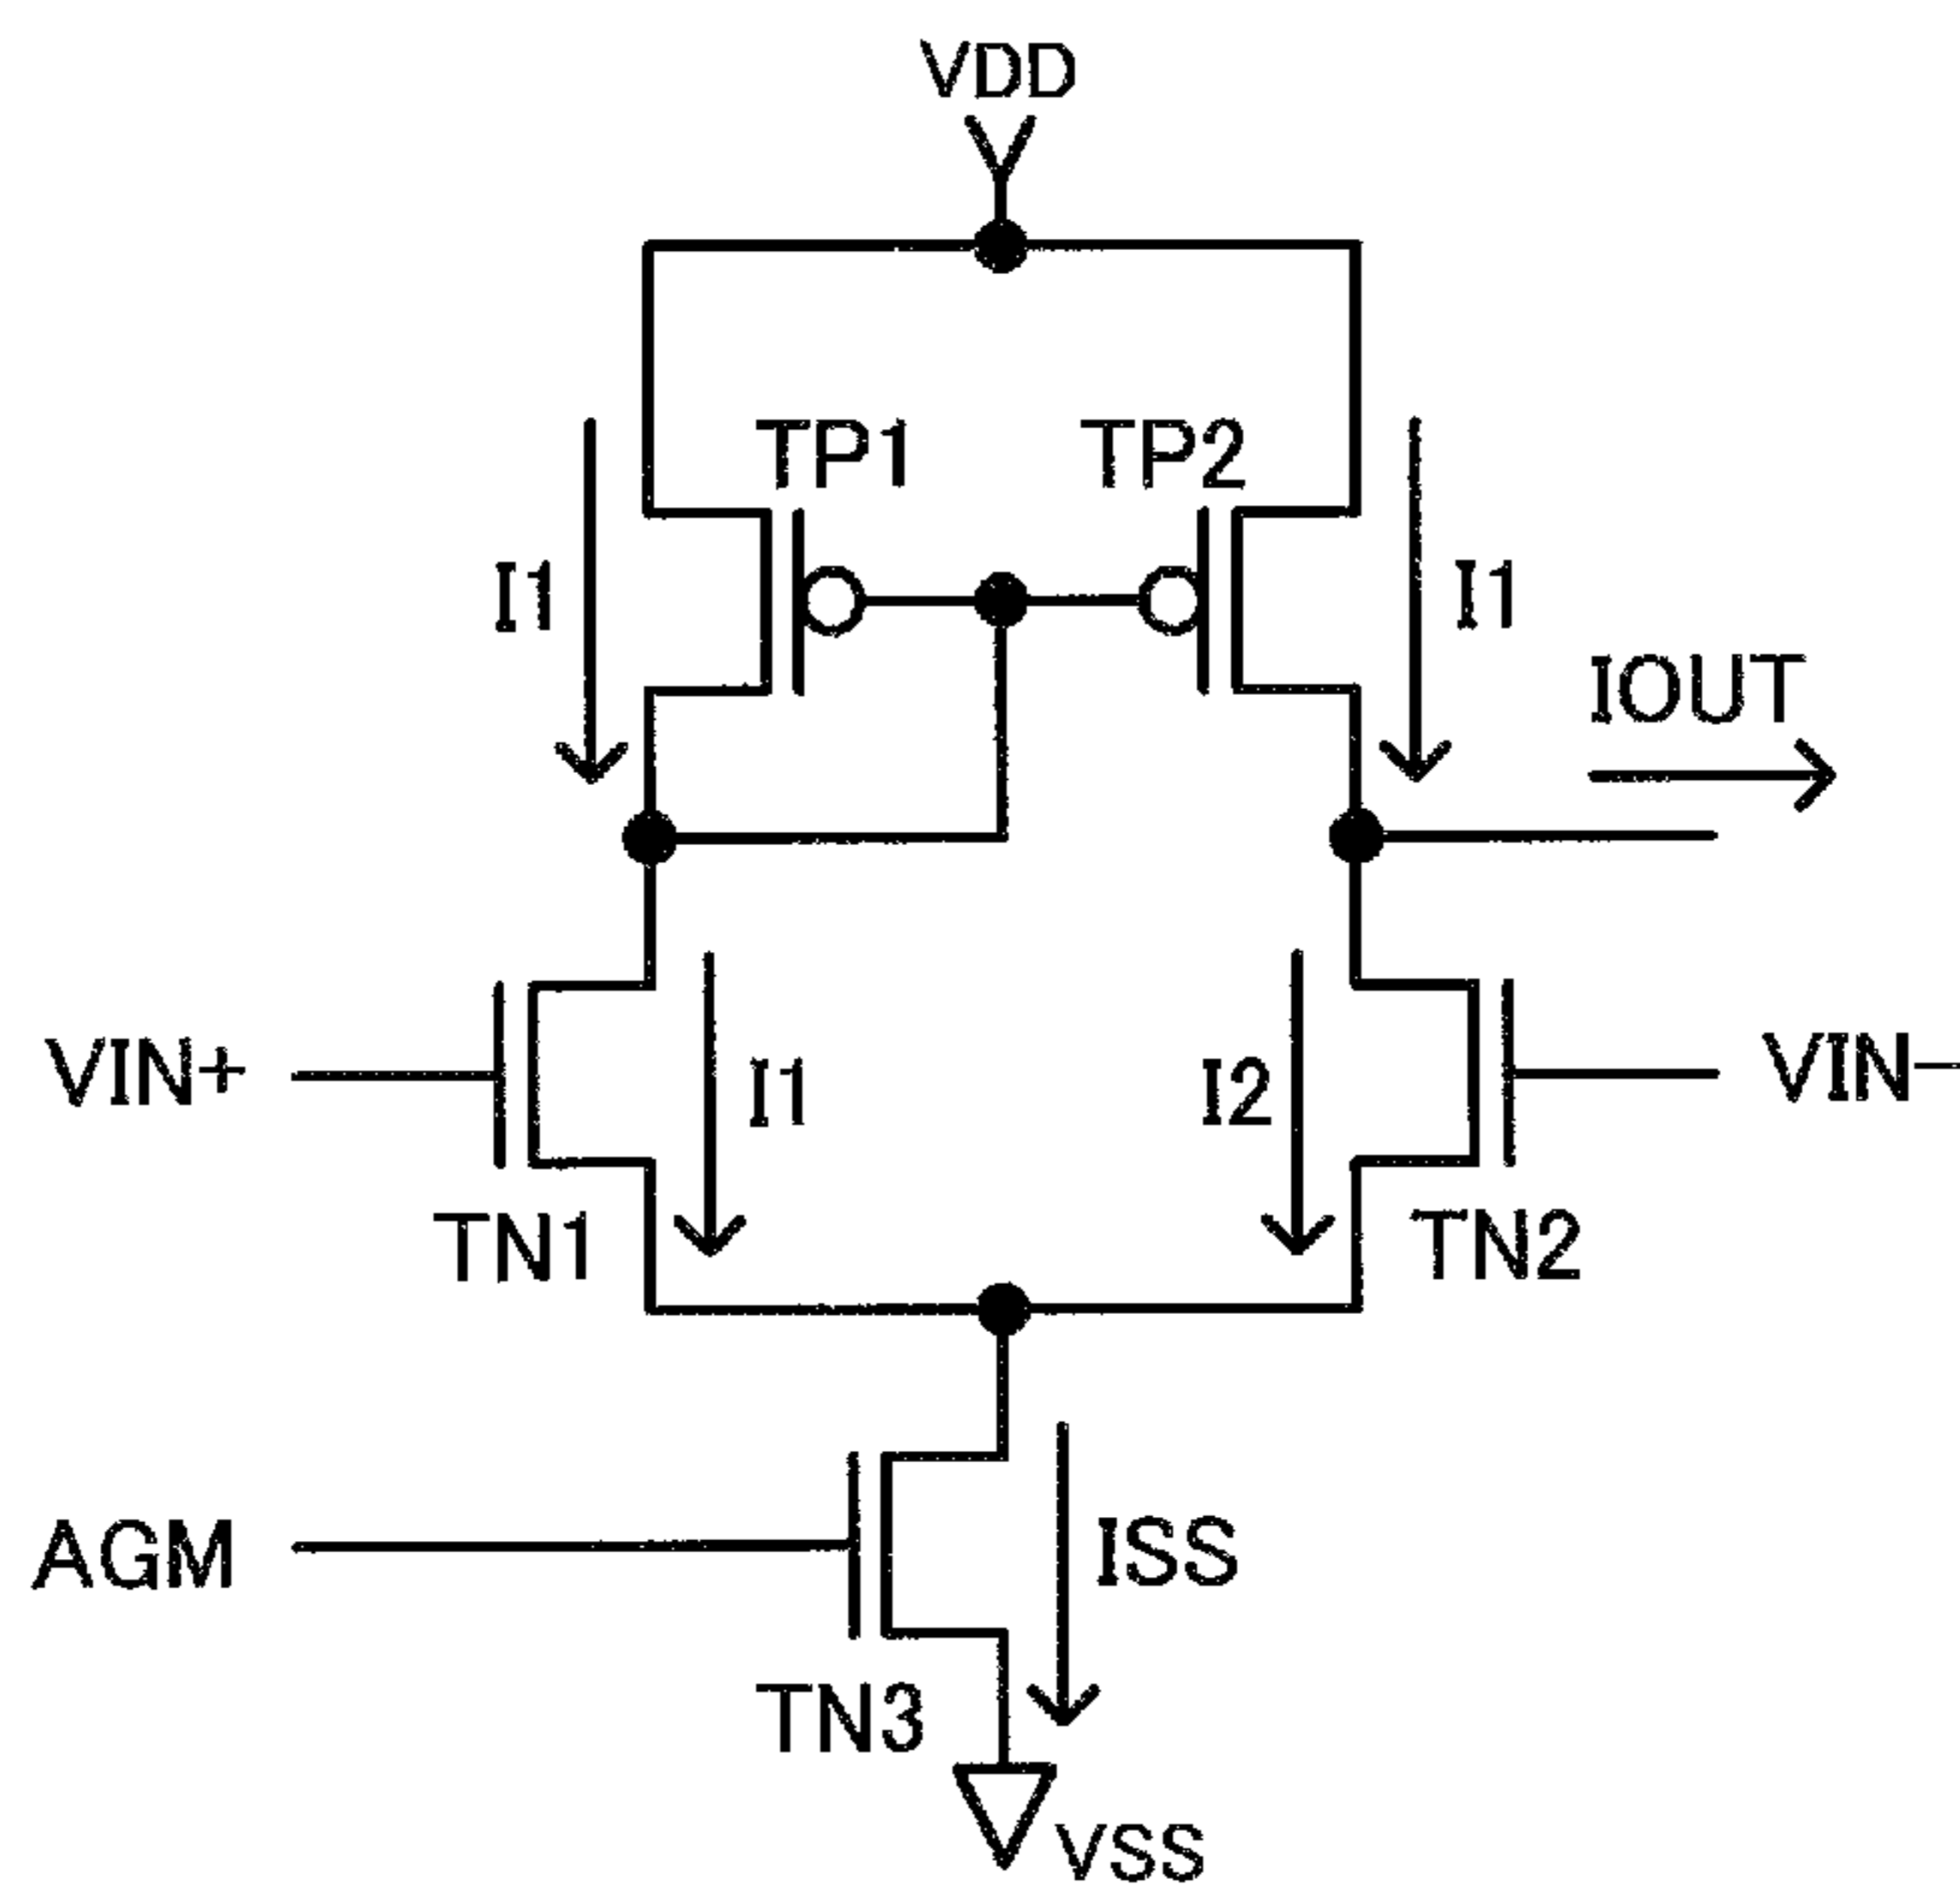 VDD
TP1
TP2
I1
I1
IOUT
VIN+
I1
I2
VIN-
TN1
TN2
AGM
ISS
TN3
VSS